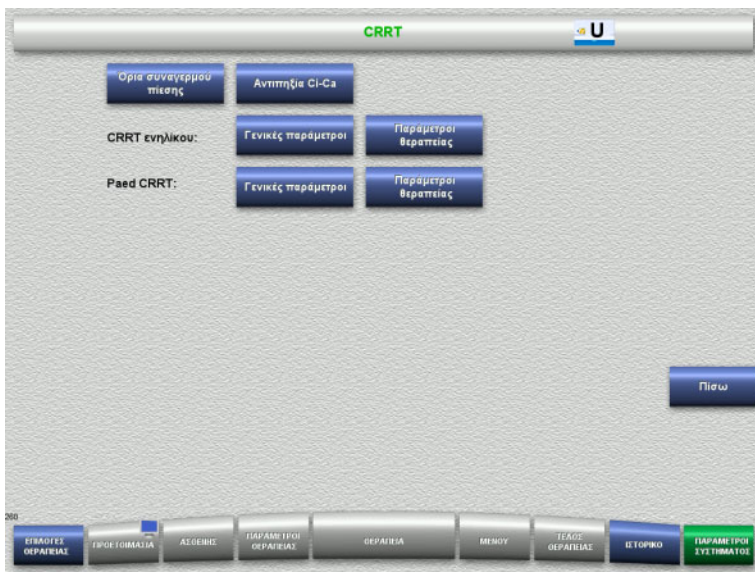 CRRT
U
Όρια συναγερμού
πίεσης
Αντιπηξία Ci-Ca
CRRT ενηλίκου:
Γενικές παράμετροι
Παράμετροι
θεραπείας
Paed CRRT:
Γενικές παράμετροι
Παράμετροι
θεραπείας
Πίσω
260
ΕΠΙΛΟΓΕΣ
ΘΕΡΑΠΕΙΑΣ
ΠΡΟΕΤΟΙΜΑΣΙΑ
ΑΣΘΕΝΗΣ
ΠΑΡΑΜΕΤΡΟΙ
ΘΕΡΑΠΕΙΑΣ
ΘΕΡΑΠΕΙΑ
ΜΕΝΟΥ
ΤΕΛΟΣ
ΘΕΡΑΠΕΙΑΣ
ΙΣΤΟΡΙΚΟ
ΠΑΡΑΜΕΤΡΟΙ
ΣΥΣΤΗΜΑΤΟΣ